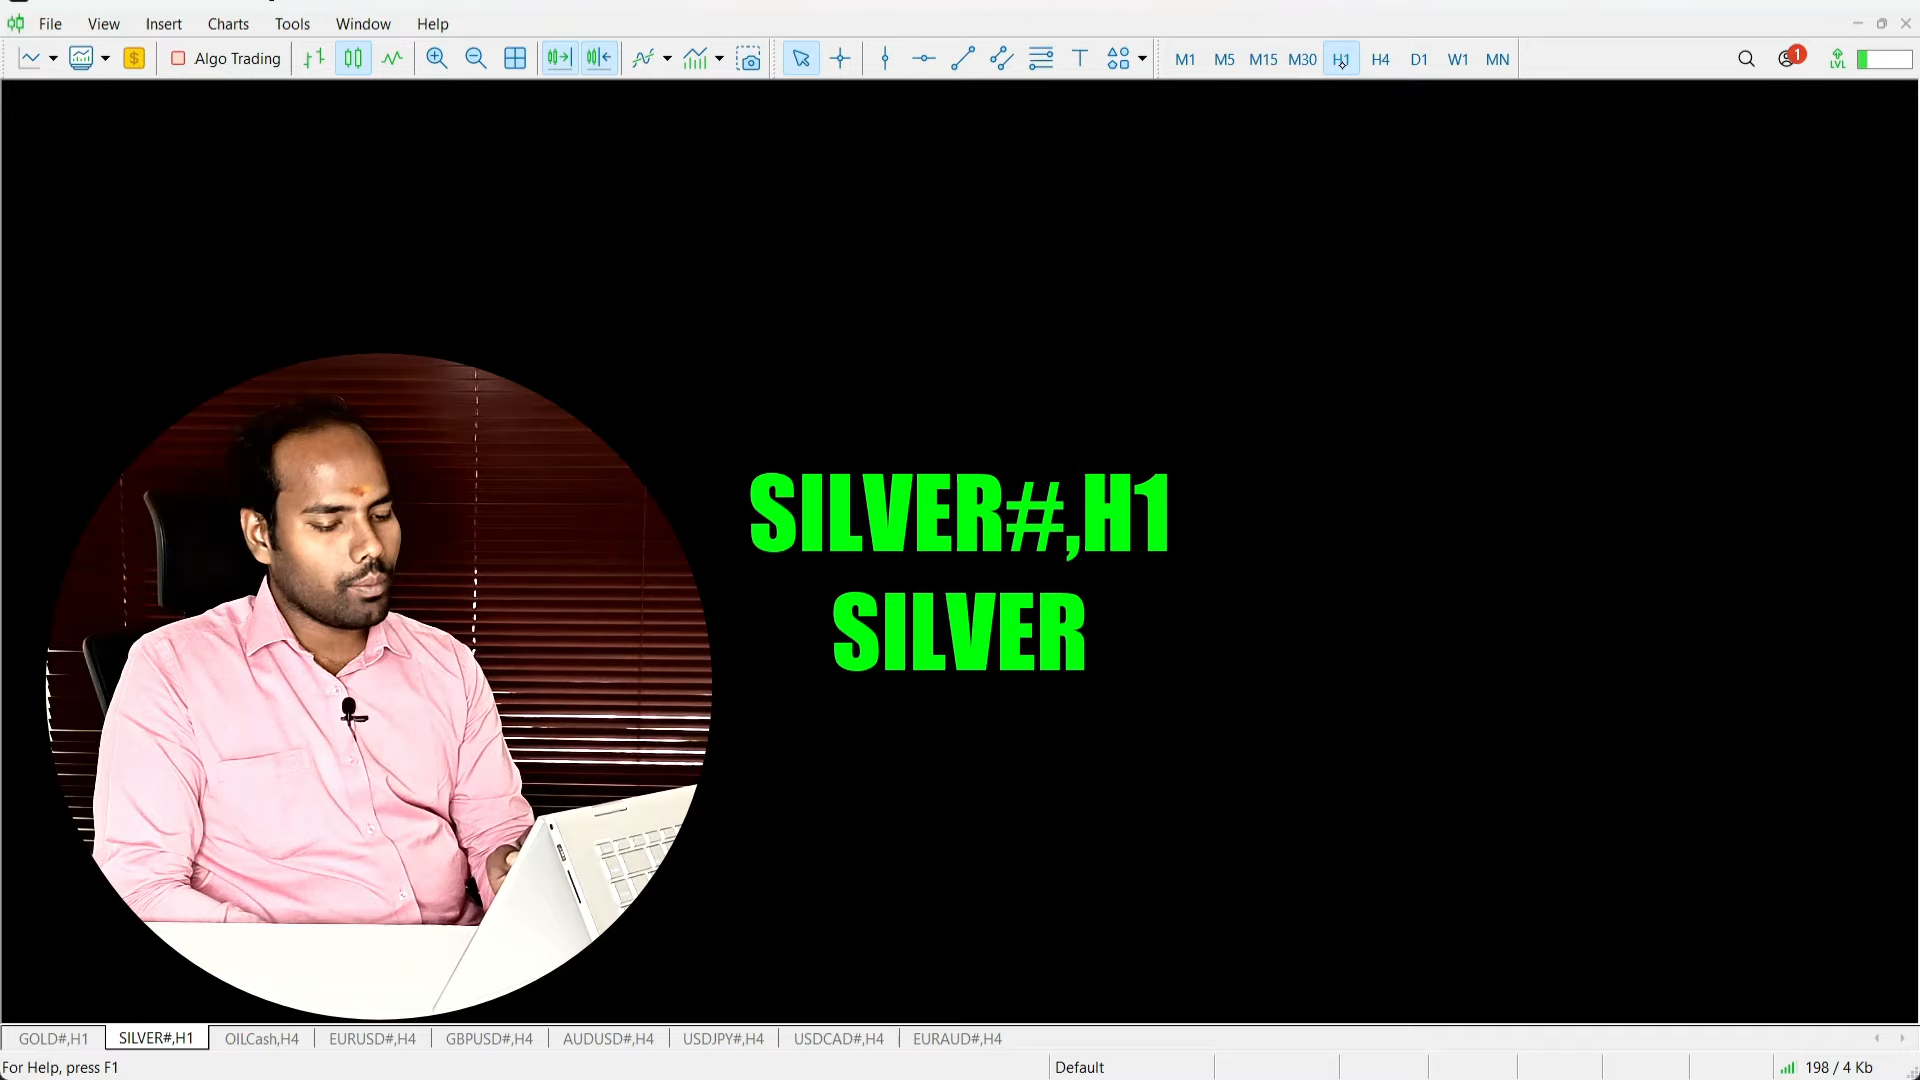 File View Insert Charts Tools Window Help
$ Algo Trading T M1 M5 M15 M30 H1 H4 D1 W1 MN 1 LVL
SILVER#,H1
SILVER
GOLD#,H1 SILVER#,H1 OILCash,H4 EURUSD#,H4 GBPUSD#,H4 AUDUSD#,H4 USDJPY#,H4 USDCAD#,H4 EURAUD#,H4
For Help, press F1 Default 198 / 4 Kb